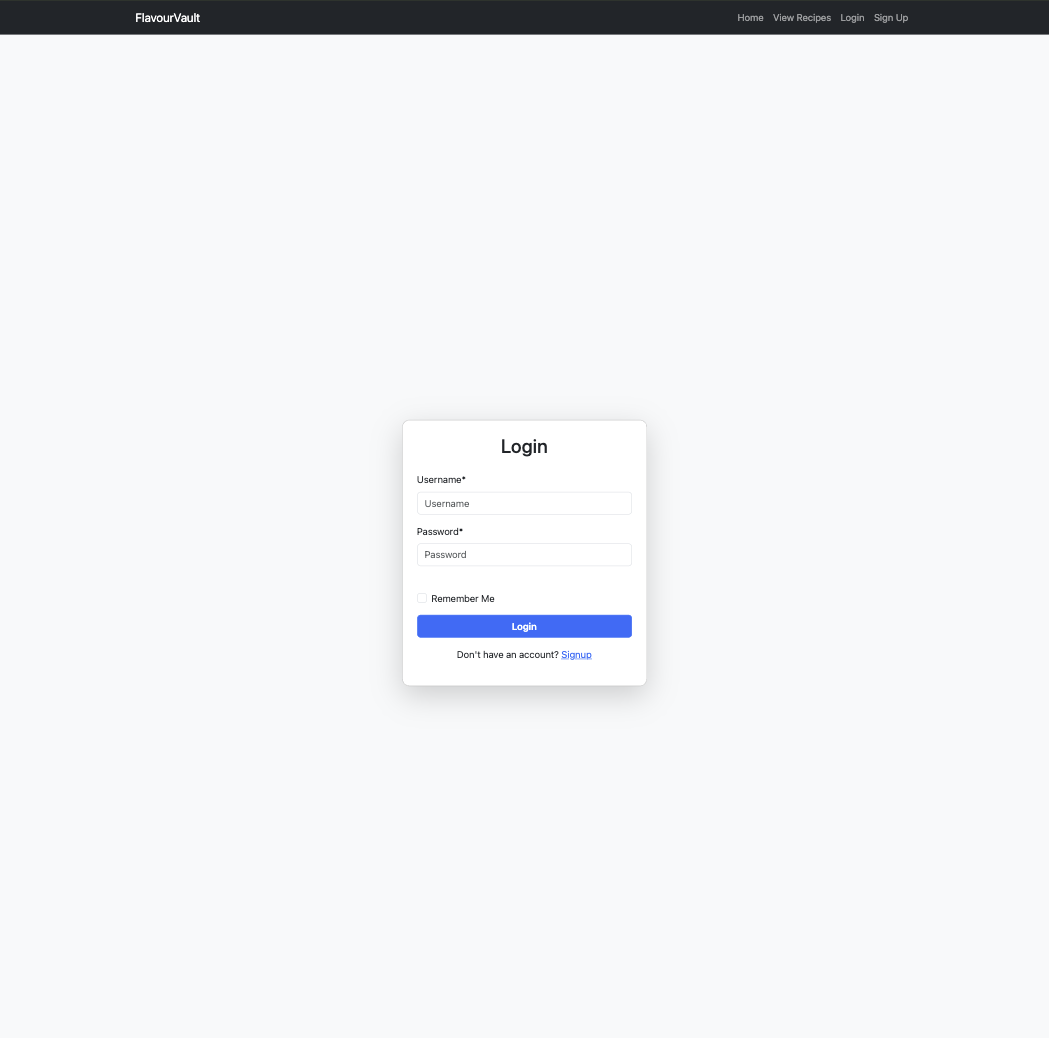 FlavourVault
Home View Recipes Login Sign Up
Login
Username*
Username
Password*
Password
Remember Me
Login
Don't have an account? Signup